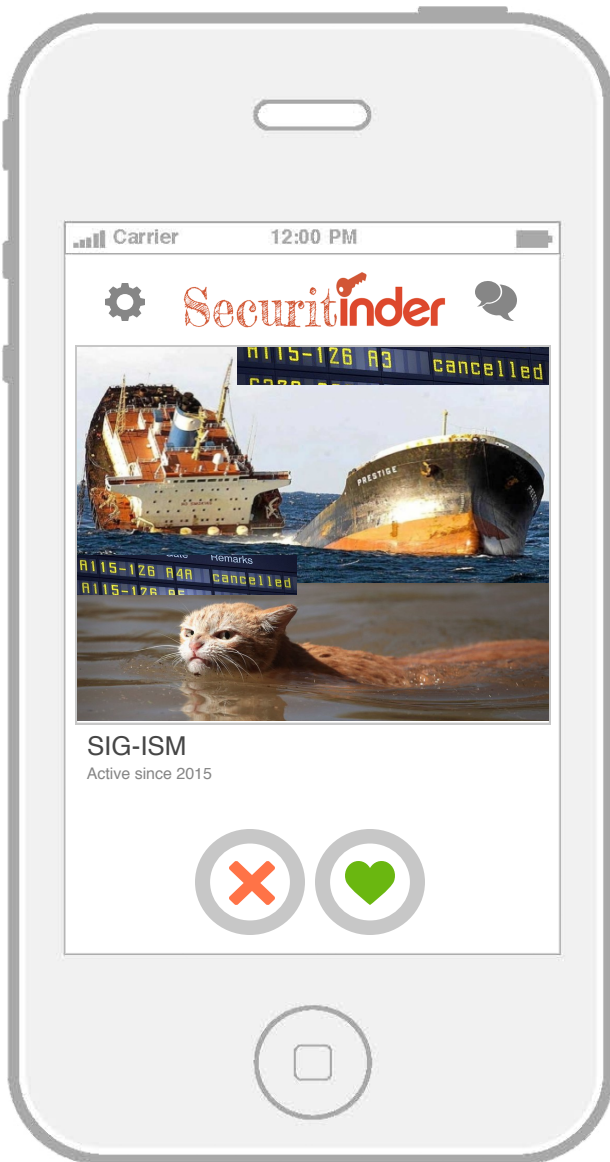 Carrier 12:00 PM
Securitinder
A115-126 A3 cancelled
PRESTIGE
Remarks
A115-126 A4A cancelled
A115-126
SIG-ISM
Active since 2015